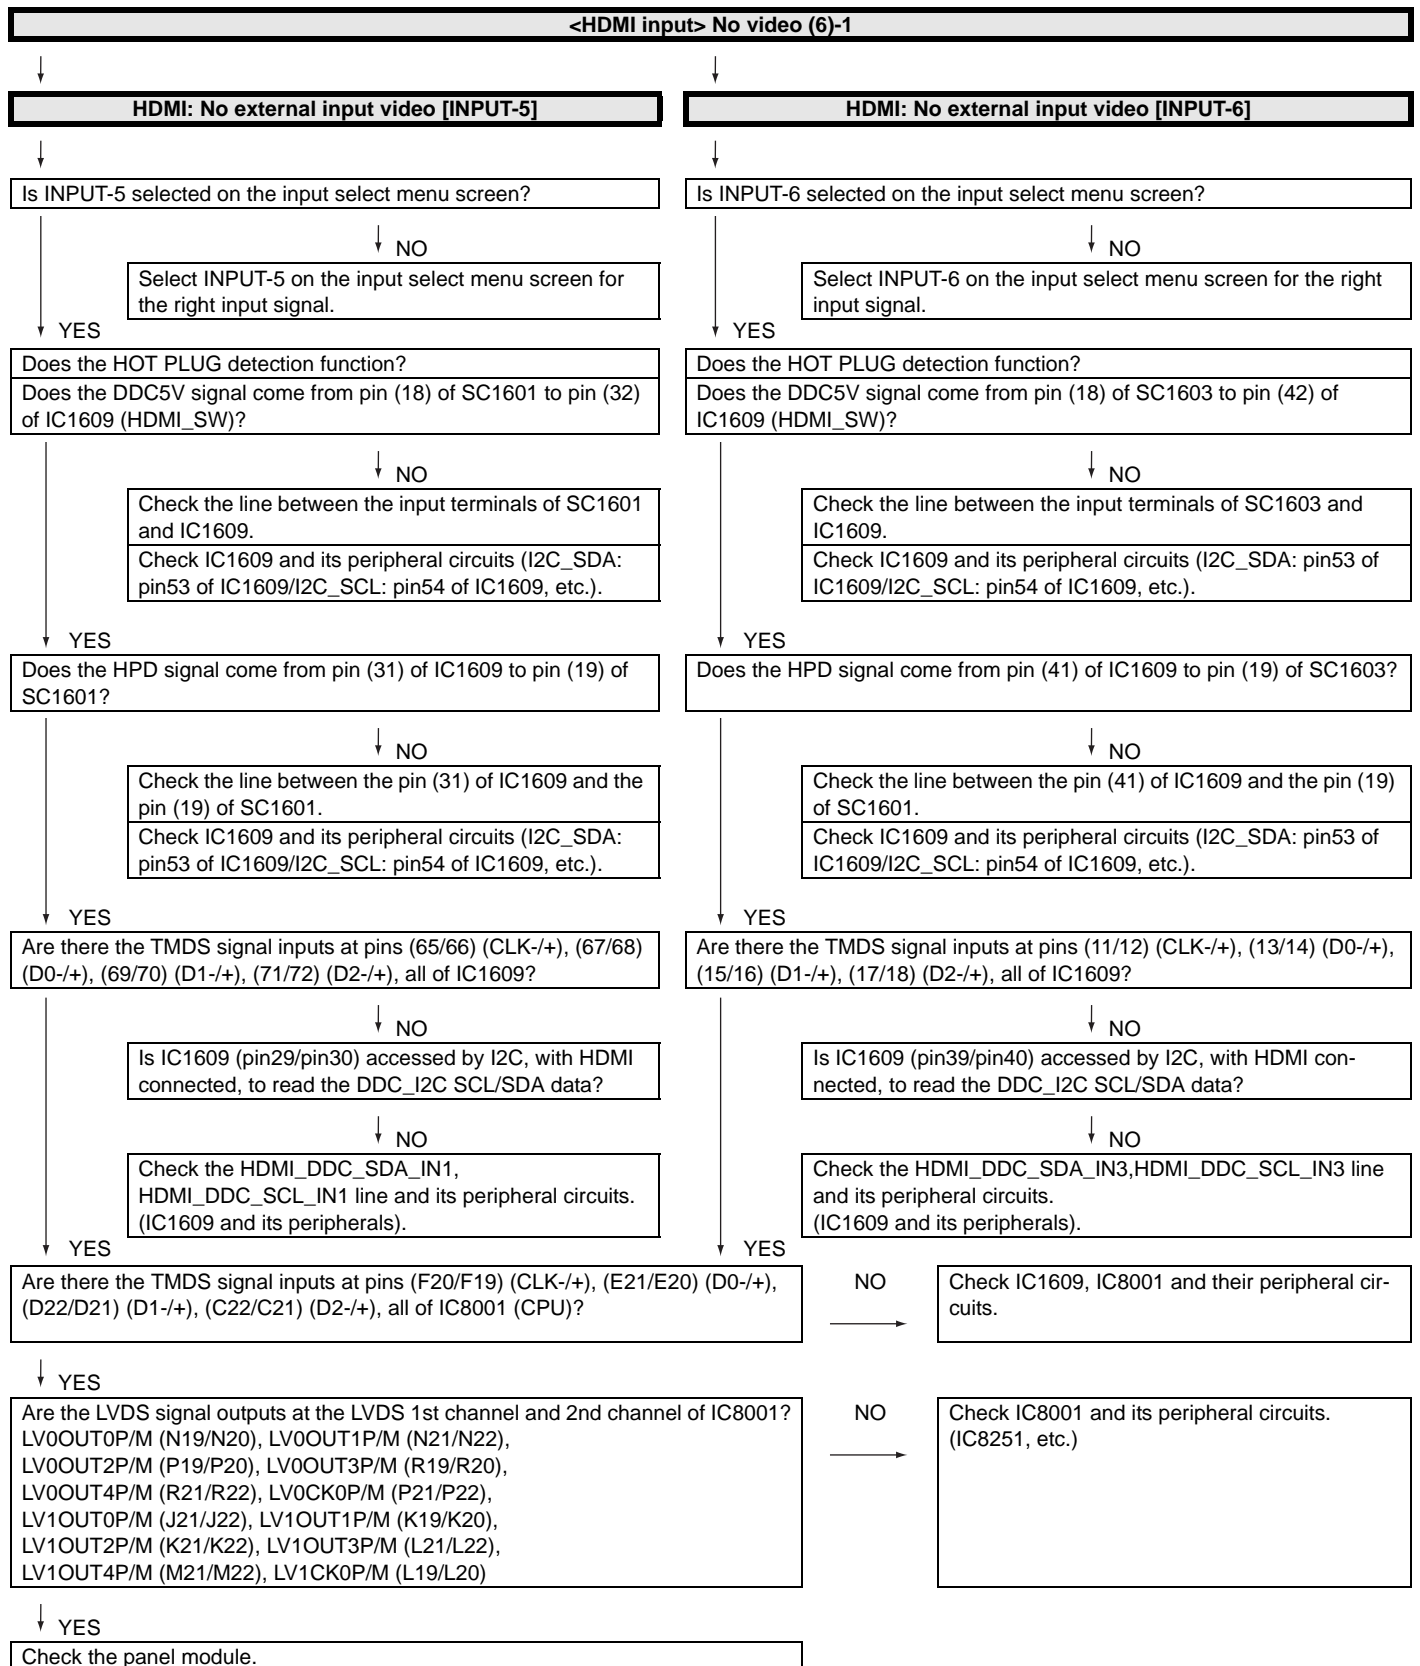 <HDMI input> No video (6)-1
HDMI: No external input video [INPUT-5]
Is INPUT-5 selected on the input select menu screen?
NO
Select INPUT-5 on the input select menu screen for
the right input signal.
YES
Does the HOT PLUG detection function?
Does the DDC5V signal come from pin (18) of SC1601 to pin (32)
of IC1609 (HDMI_SW)?
NO
Check the line between the input terminals of SC1601
and IC1609.
Check IC1609 and its peripheral circuits (I2C_SDA:
pin53 of IC1609/I2C_SCL: pin54 of IC1609, etc.).
YES
Does the HPD signal come from pin (31) of IC1609 to pin (19) of
SC1601?
NO
Check the line between the pin (31) of IC1609 and the
pin (19) of SC1601.
Check IC1609 and its peripheral circuits (I2C_SDA:
pin53 of IC1609/I2C_SCL: pin54 of IC1609, etc.).
YES
Are there the TMDS signal inputs at pins (65/66) (CLK-/+), (67/68)
(D0-/+), (69/70) (D1-/+), (71/72) (D2-/+), all of IC1609?
NO
Is IC1609 (pin29/pin30) accessed by I2C, with HDMI
connected, to read the DDC_I2C SCL/SDA data?
NO
Check the HDMI_DDC_SDA_IN1,
HDMI_DDC_SCL_IN1 line and its peripheral circuits.
(IC1609 and its peripherals).
YES
HDMI: No external input video [INPUT-6]
Is INPUT-6 selected on the input select menu screen?
NO
Select INPUT-6 on the input select menu screen for the right
input signal.
YES
Does the HOT PLUG detection function?
Does the DDC5V signal come from pin (18) of SC1603 to pin (42) of
IC1609 (HDMI_SW)?
NO
Check the line between the input terminals of SC1603 and
IC1609.
Check IC1609 and its peripheral circuits (I2C_SDA: pin53 of
IC1609/I2C_SCL: pin54 of IC1609, etc.).
YES
Does the HPD signal come from pin (41) of IC1609 to pin (19) of SC1603?
NO
Check the line between the pin (41) of IC1609 and the pin (19)
of SC1601.
Check IC1609 and its peripheral circuits (I2C_SDA: pin53 of
IC1609/I2C_SCL: pin54 of IC1609, etc.).
YES
Are there the TMDS signal inputs at pins (11/12) (CLK-/+), (13/14) (D0-/+),
(15/16) (D1-/+), (17/18) (D2-/+), all of IC1609?
NO
Is IC1609 (pin39/pin40) accessed by I2C, with HDMI con-
nected, to read the DDC_I2C SCL/SDA data?
NO
Check the HDMI_DDC_SDA_IN3,HDMI_DDC_SCL_IN3 line
and its peripheral circuits.
(IC1609 and its peripherals).
YES
Are there the TMDS signal inputs at pins (F20/F19) (CLK-/+), (E21/E20) (D0-/+),
(D22/D21) (D1-/+), (C22/C21) (D2-/+), all of IC8001 (CPU)?
NO
Check IC1609, IC8001 and their peripheral cir-
cuits.
YES
Are the LVDS signal outputs at the LVDS 1st channel and 2nd channel of IC8001?
LV0OUT0P/M (N19/N20), LV0OUT1P/M (N21/N22),
LV0OUT2P/M (P19/P20), LV0OUT3P/M (R19/R20),
LV0OUT4P/M (R21/R22), LV0CK0P/M (P21/P22),
LV1OUT0P/M (J21/J22), LV1OUT1P/M (K19/K20),
LV1OUT2P/M (K21/K22), LV1OUT3P/M (L21/L22),
LV1OUT4P/M (M21/M22), LV1CK0P/M (L19/L20)
NO
Check IC8001 and its peripheral circuits.
(IC8251, etc.)
YES
Check the panel module.